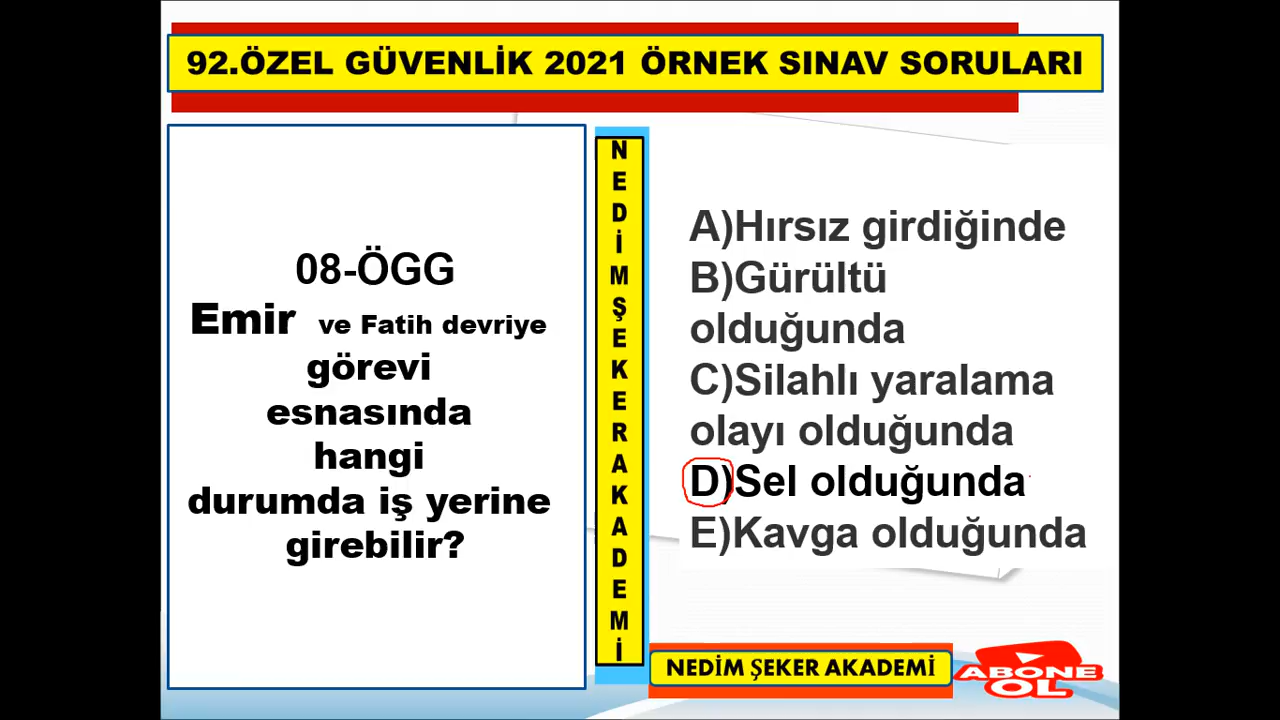 92.ÖZEL GÜVENLİK 2021 ÖRNEK SINAV SORULARI
08-ÖGG
Emir ve Fatih devriye
görevi
esnasında
hangi
durumda iş yerine
girebilir?
NEDİM ŞEKER AKADEMİ
A)Hırsız girdiğinde
B)Gürültü
olduğunda
C)Silahlı yaralama
olayı olduğunda
D)Sel olduğunda
E)Kavga olduğunda
NEDİM ŞEKER AKADEMİ
ABONE
OL